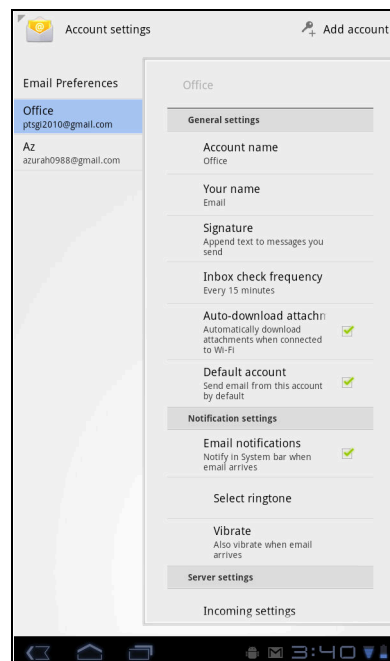 Account settings
Add account
Email Preferences
Office
ptsgi2010@gmail.com
Az
azurah0988@gmail.com
Office
General settings
Account name
Office
Your name
Email
Signature
Append text to messages you
send
Inbox check frequency
Every 15 minutes
Auto-download attachm
Automatically download
attachments when connected
to Wi-Fi
Default account
Send email from this account
by default
Notification settings
Email notifications
Notify in System bar when
email arrives
Select ringtone
Vibrate
Also vibrate when email
arrives
Server settings
Incoming settings
3:40